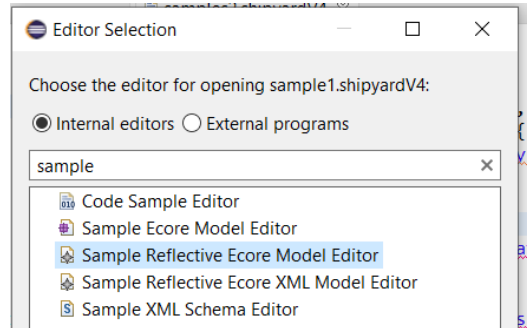 Editor Selection
Choose the editor for opening sample1.shipyardV4:
Internal editors External programs
sample
Code Sample Editor
Sample Ecore Model Editor
Sample Reflective Ecore Model Editor
Sample Reflective Ecore XML Model Editor
Sample XML Schema Editor